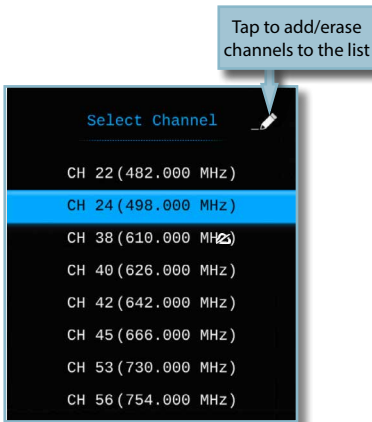 Tap to add/erase
channels to the list
Select Channel
CH 22(482.000 MHz)
CH 24(498.000 MHz)
CH 38(610.000 MHz)
CH 40(626.000 MHz)
CH 42(642.000 MHz)
CH 45(666.000 MHz)
CH 53(730.000 MHz)
CH 56(754.000 MHz)